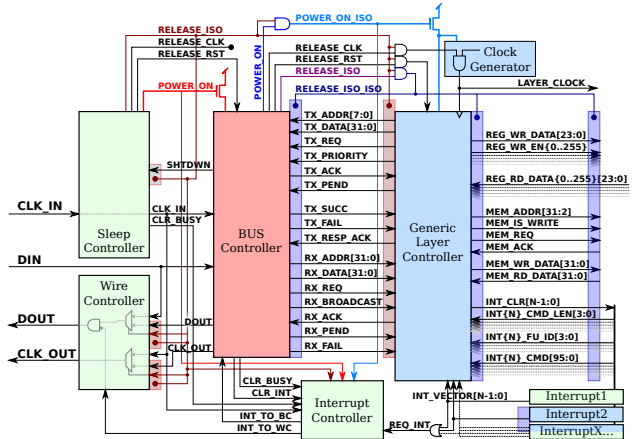 POWER_ON_ISO
RELEASE_ISO
RELEASE_CLK
RELEASE_RST
POWER_ON
POWER_ON
RELEASE_CLK
RELEASE_RST
RELEASE_ISO
RELEASE_ISO_ISO
Clock
Generator
LAYER_CLOCK
TX_ADDR[7:0]
TX_DATA[31:0]
TX_REQ
TX_PRIORITY
TX_ACK
TX_PEND
TX_SUCC
TX_FAIL
TX_RESP_ACK
RX_ADDR[31:0]
RX_DATA[31:0]
RX_REQ
RX_BROADCAST
RX_ACK
RX_PEND
RX_FAIL
REG_WR_DATA[23:0]
REG_WR_EN{0..255}
REG_RD_DATA{0..255}[23:0]
MEM_ADDR[31:2]
MEM_IS_WRITE
MEM_REQ
MEM_ACK
MEM_WR_DATA[31:0]
MEM_RD_DATA[31:0]
INT_CLR[N-1:0]
INT{N}_CMD_LEN[3:0]
INT{N}_FU_ID[3:0]
INT{N}_CMD[95:0]
SHTDWN
CLK_IN
CLK_IN
CLR_BUSY
Sleep
Controller
BUS
Controller
Generic
Layer
Controller
DIN
Wire
Controller
DOUT
DOUT
CLK_OUT
CLK_OUT
CLR_BUSY
CLR_INT
INT_TO_BC
INT_TO_WC
Interrupt
Controller
INT_VECTOR[N-1:0]
REQ_INT
Interrupt1
Interrupt2
InterruptX...